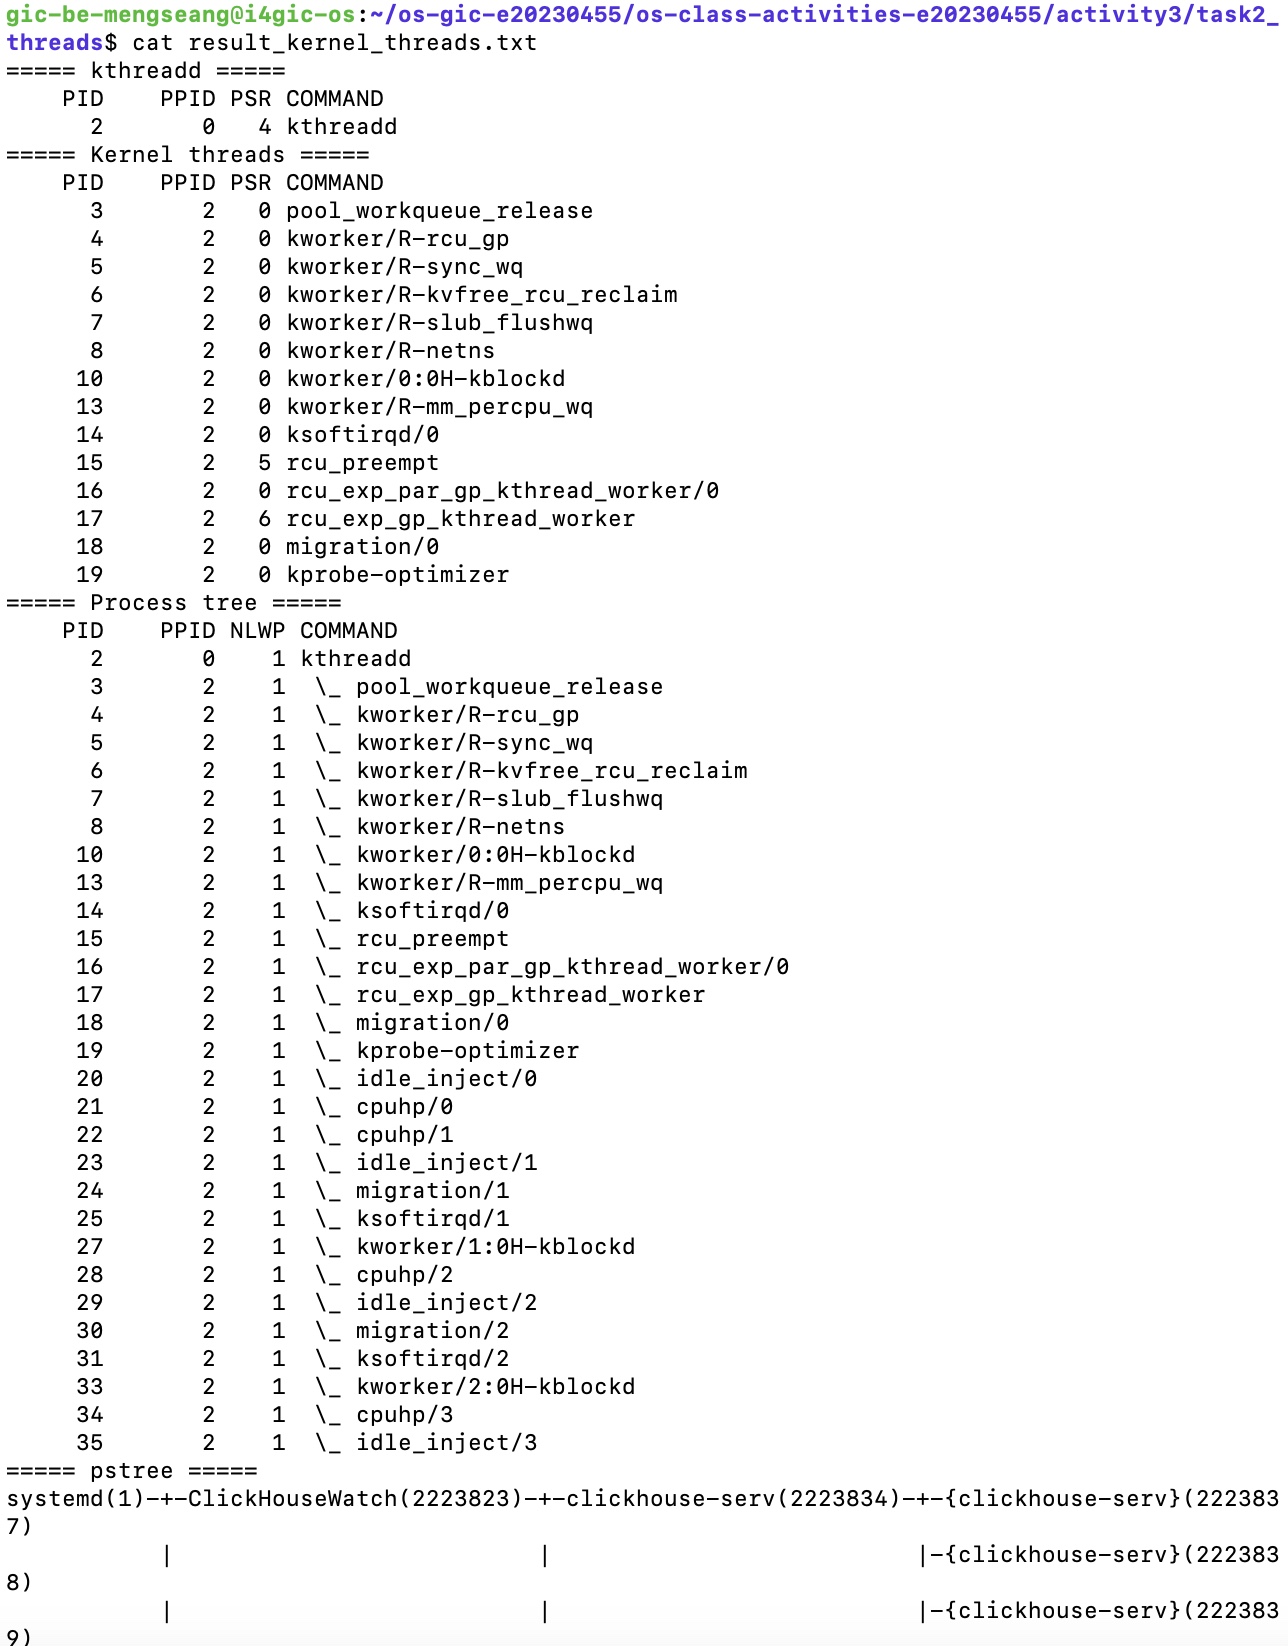 gic-be-mengseang@i4gic-os:~/os-gic-e20230455/os-class-activities-e20230455/activity3/task2_
threads$ cat result_kernel_threads.txt
===== kthreadd =====
    PID    PPID PSR COMMAND
      2       0   4 kthreadd
===== Kernel threads =====
    PID    PPID PSR COMMAND
      3       2   0 pool_workqueue_release
      4       2   0 kworker/R-rcu_gp
      5       2   0 kworker/R-sync_wq
      6       2   0 kworker/R-kvfree_rcu_reclaim
      7       2   0 kworker/R-slub_flushwq
      8       2   0 kworker/R-netns
     10       2   0 kworker/0:0H-kblockd
     13       2   0 kworker/R-mm_percpu_wq
     14       2   0 ksoftirqd/0
     15       2   5 rcu_preempt
     16       2   0 rcu_exp_par_gp_kthread_worker/0
     17       2   6 rcu_exp_gp_kthread_worker
     18       2   0 migration/0
     19       2   0 kprobe-optimizer
===== Process tree =====
    PID    PPID NLWP COMMAND
      2       0    1 kthreadd
      3       2    1  \_ pool_workqueue_release
      4       2    1  \_ kworker/R-rcu_gp
      5       2    1  \_ kworker/R-sync_wq
      6       2    1  \_ kworker/R-kvfree_rcu_reclaim
      7       2    1  \_ kworker/R-slub_flushwq
      8       2    1  \_ kworker/R-netns
     10       2    1  \_ kworker/0:0H-kblockd
     13       2    1  \_ kworker/R-mm_percpu_wq
     14       2    1  \_ ksoftirqd/0
     15       2    1  \_ rcu_preempt
     16       2    1  \_ rcu_exp_par_gp_kthread_worker/0
     17       2    1  \_ rcu_exp_gp_kthread_worker
     18       2    1  \_ migration/0
     19       2    1  \_ kprobe-optimizer
     20       2    1  \_ idle_inject/0
     21       2    1  \_ cpuhp/0
     22       2    1  \_ cpuhp/1
     23       2    1  \_ idle_inject/1
     24       2    1  \_ migration/1
     25       2    1  \_ ksoftirqd/1
     27       2    1  \_ kworker/1:0H-kblockd
     28       2    1  \_ cpuhp/2
     29       2    1  \_ idle_inject/2
     30       2    1  \_ migration/2
     31       2    1  \_ ksoftirqd/2
     33       2    1  \_ kworker/2:0H-kblockd
     34       2    1  \_ cpuhp/3
     35       2    1  \_ idle_inject/3
===== pstree =====
systemd(1)-+-ClickHouseWatch(2223823)-+-clickhouse-serv(2223834)-+-{clickhouse-serv}(222383
7)
           |                          |                          |-{clickhouse-serv}(222383
8)
           |                          |                          |-{clickhouse-serv}(222383
9)